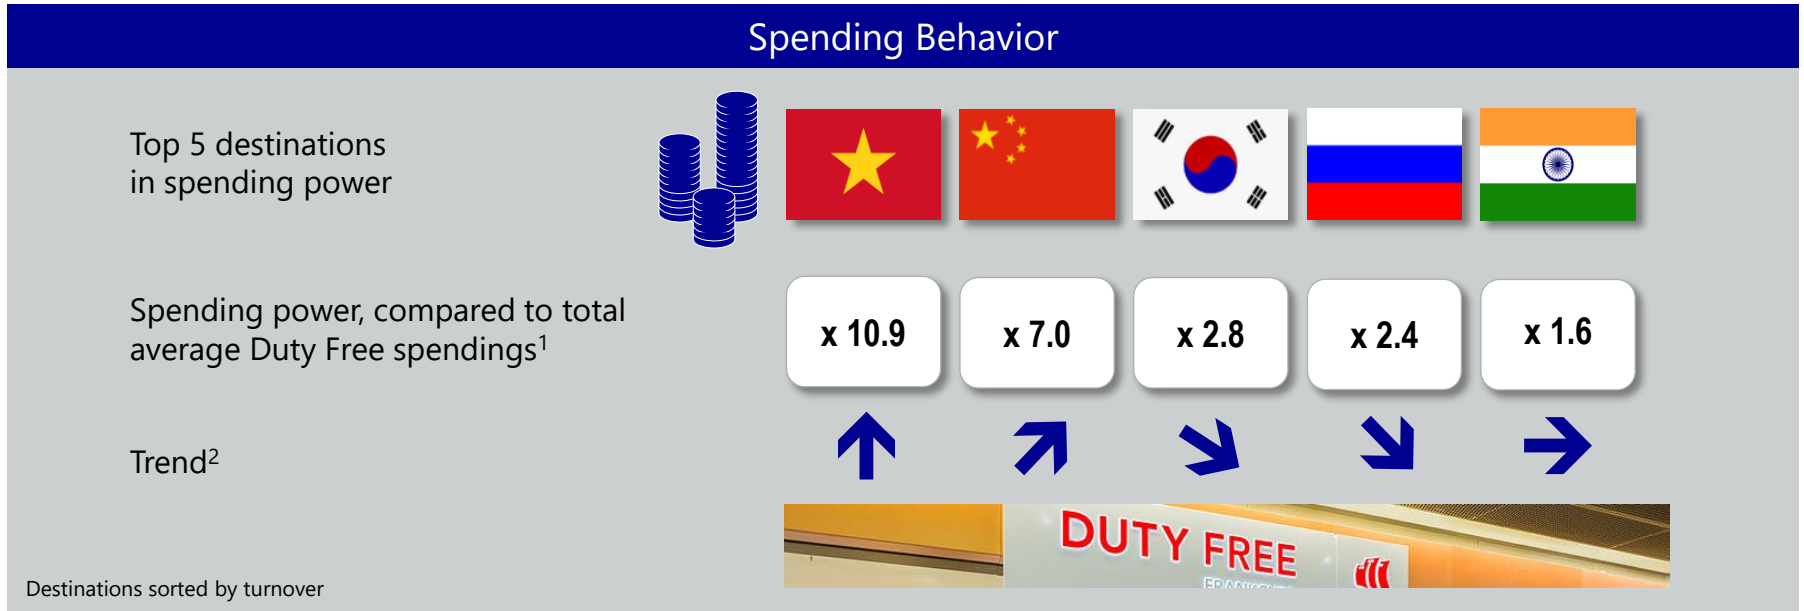 Spending Behavior
Top 5 destinations
in spending power
Spending power, compared to total
average Duty Free spendings1
x 10.9
x 7.0
x 2.8
x 2.4
x 1.6
Trend2
DUTY FREE
Destinations sorted by turnover